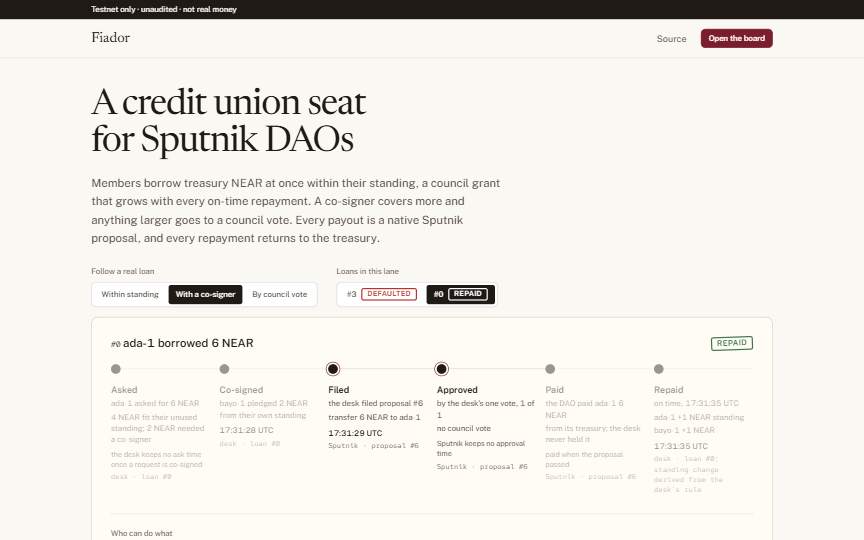 Testnet only · unaudited · not real money
Fiador
Source
Open the board
A credit union seat
for Sputnik DAOs
Members borrow treasury NEAR at once within their standing, a council grant
that grows with every on-time repayment. A co-signer covers more and
anything larger goes to a council vote. Every payout is a native Sputnik
proposal, and every repayment returns to the treasury.
Follow a real loan
Within standing
With a co-signer
By council vote
Loans in this lane
#3 DEFAULTED
#0 REPAID
#0 ada-1 borrowed 6 NEAR
REPAID
Asked
ada-1 asked for 6 NEAR
4 NEAR fit their unused
standing; 2 NEAR needed
a co-signer
the desk keeps no ask time
once a request is co-signed
desk · loan #0
Co-signed
bayo-1 pledged 2 NEAR
from their own standing
17:31:28 UTC
desk · loan #0
Filed
the desk filed proposal #6
transfer 6 NEAR to ada-1
17:31:29 UTC
Sputnik · proposal #6
Approved
by the desk's one vote, 1 of
1
no council vote
Sputnik keeps no approval
time
Sputnik · proposal #6
Paid
the DAO paid ada-1 6
NEAR
from its treasury; the desk
never held it
paid when the proposal
passed
Sputnik · proposal #6
Repaid
on time, 17:31:35 UTC
ada-1 +1 NEAR standing
bayo-1 +1 NEAR
17:31:35 UTC
desk · loan #0;
standing change
derived from the
desk's rule
Who can do what